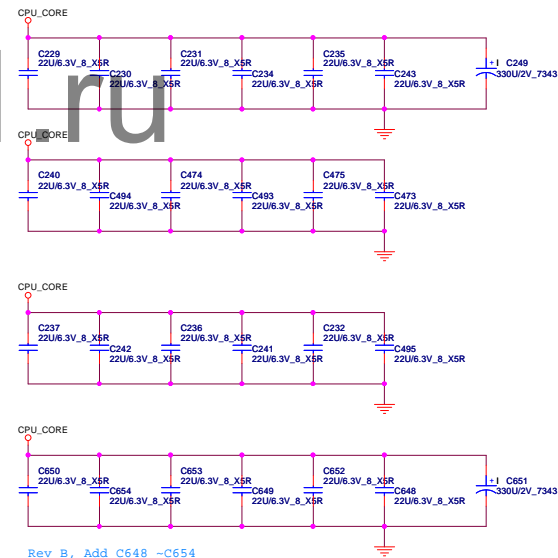 CPU_CORE
C229
22U/6.3V_8_X5R
C230
22U/6.3V_8_X5R
C231
22U/6.3V_8_X5R
C234
22U/6.3V_8_X5R
C235
22U/6.3V_8_X5R
C243
22U/6.3V_8_X5R
+ C249
330U/2V_7343
.ru
CPU_CORE
C240
22U/6.3V_8_X5R
C494
22U/6.3V_8_X5R
C474
22U/6.3V_8_X5R
C493
22U/6.3V_8_X5R
C475
22U/6.3V_8_X5R
C473
22U/6.3V_8_X5R
CPU_CORE
C237
22U/6.3V_8_X5R
C242
22U/6.3V_8_X5R
C236
22U/6.3V_8_X5R
C241
22U/6.3V_8_X5R
C232
22U/6.3V_8_X5R
C495
22U/6.3V_8_X5R
CPU_CORE
C650
22U/6.3V_8_X5R
C654
22U/6.3V_8_X5R
C653
22U/6.3V_8_X5R
C649
22U/6.3V_8_X5R
C652
22U/6.3V_8_X5R
C648
22U/6.3V_8_X5R
+ C651
330U/2V_7343
Rev B, Add C648 ~C654